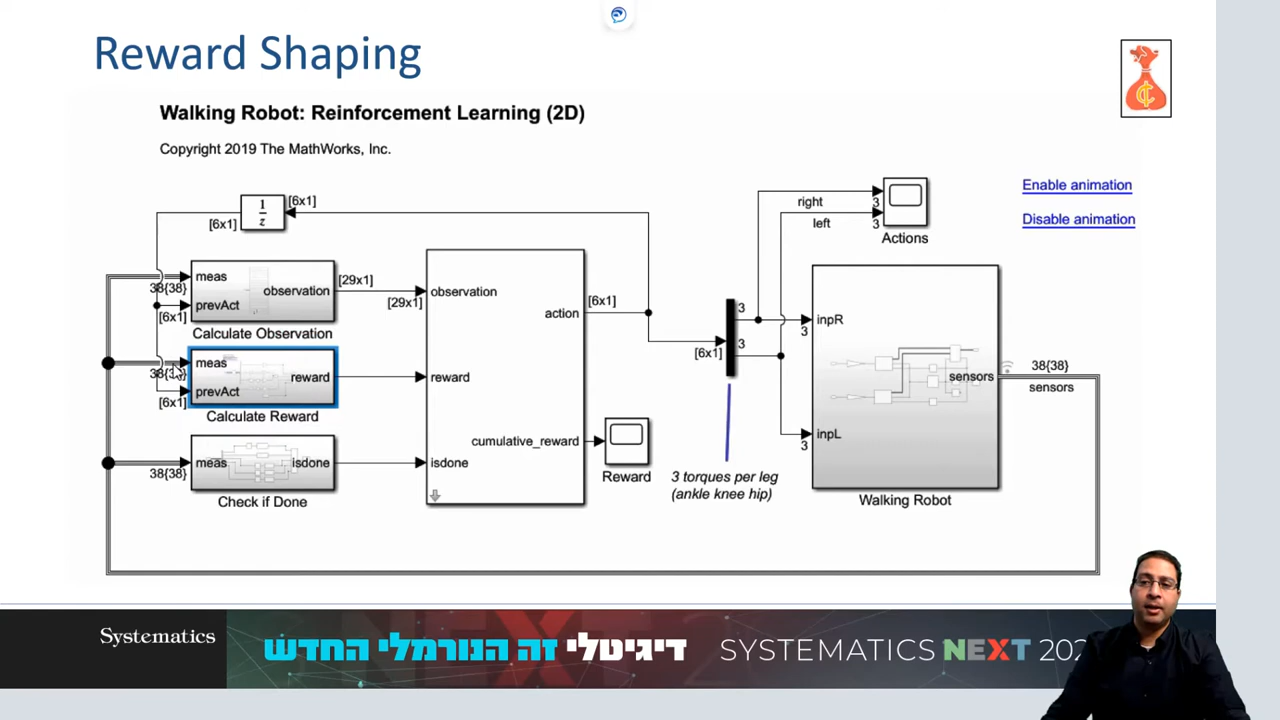 Reward Shaping
Walking Robot: Reinforcement Learning (2D)
Copyright 2019 The MathWorks, Inc.
Enable animation
Disable animation
right
3
left
3
Actions
[6x1]
1
z
[6x1]
meas
38{38}
prevAct
[6x1]
observation
[29x1]
Calculate Observation
meas
prevAct
[6x1]
reward
Calculate Reward
meas
38{38}
isdone
Check if Done
observation
[29x1]
reward
isdone
action
[6x1]
cumulative_reward
Reward
[6x1]
3
3
3 torques per leg
(ankle knee hip)
inpR
3
inpL
3
sensors
Walking Robot
38{38}
sensors
Systematics
דיגיטלי זה הנורמלי החדש
SYSTEMATICS NEXT